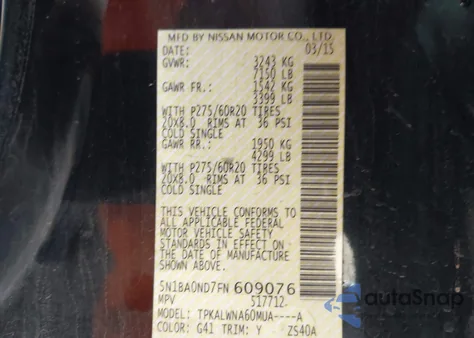 MFD BY NISSAN MOTOR CO., LTD.
DATE: 03/15
GVWR: 3243 KG
7150 LB
GAWR FR.: 1542 KG
3399 LB
WITH P275/60R20 TIRES
20X8.0 RIMS AT 36 PSI
COLD SINGLE
GAWR RR.: 1950 KG
4299 LB
WITH P275/60R20 TIRES
20X8.0 RIMS AT 36 PSI
COLD SINGLE
THIS VEHICLE CONFORMS TO
ALL APPLICABLE FEDERAL
MOTOR VEHICLE SAFETY
STANDARDS IN EFFECT ON
THE DATE OF MANUFACTURE
SHOWN ABOVE.
5N1BA0ND7FN 609076
MPV 517712-
MODEL: TPKALWNA60MUA----A
COLOR: G41 TRIM: Y ZS40A
autoSnap